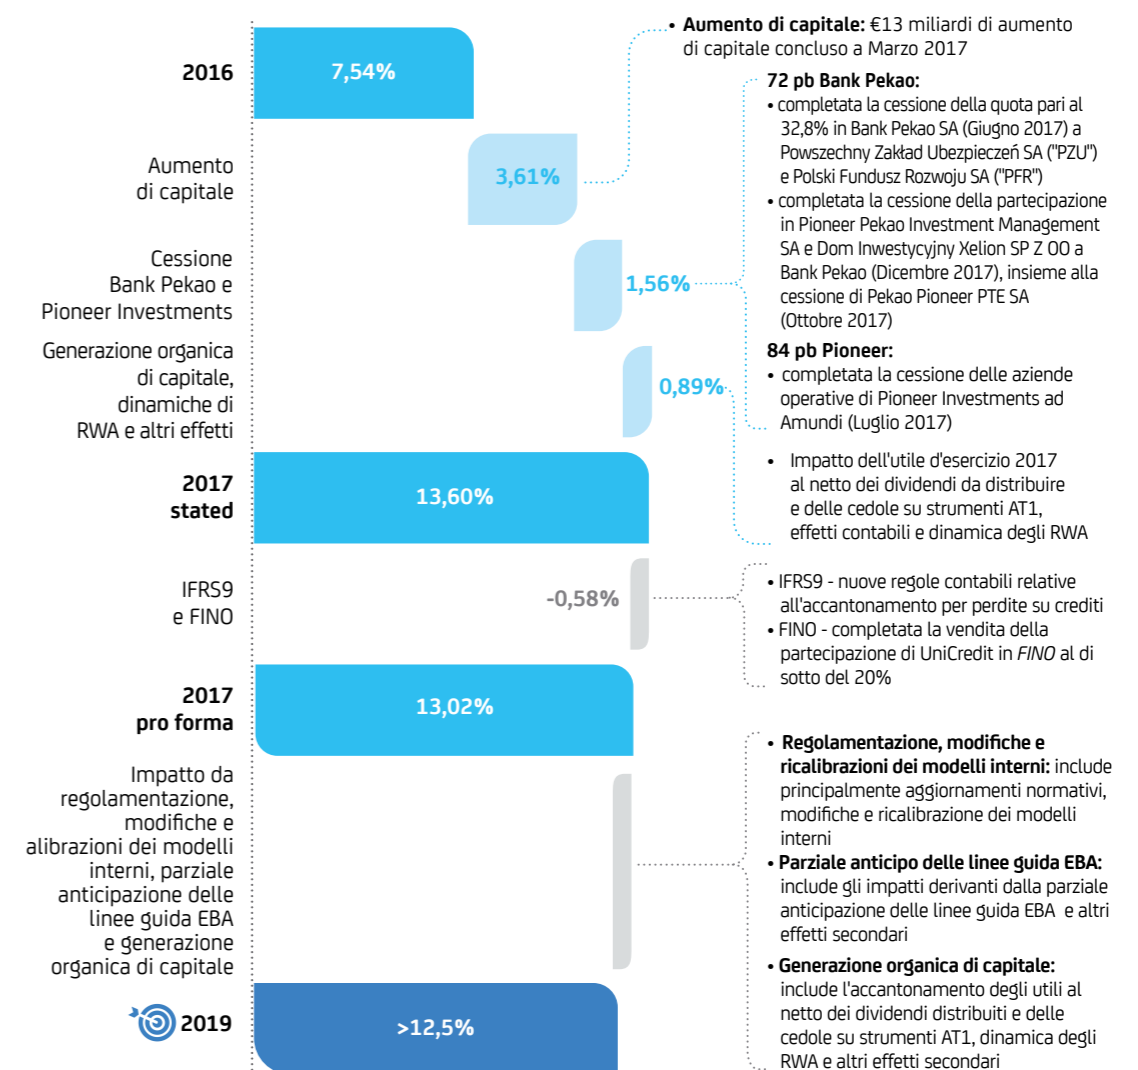 2016
7,54%
• Aumento di capitale: €13 miliardi di aumento
di capitale concluso a Marzo 2017
Aumento
di capitale
3,61%
72 pb Bank Pekao:
• completata la cessione della quota pari al
32,8% in Bank Pekao SA (Giugno 2017) a
Powszechny Zakład Ubezpieczeń SA ("PZU")
e Polski Fundusz Rozwoju SA ("PFR")
• completata la cessione della partecipazione
in Pioneer Pekao Investment Management
SA e Dom Inwestycyjny Xelion SP Z OO a
Bank Pekao (Dicembre 2017), insieme alla
cessione di Pekao Pioneer PTE SA
(Ottobre 2017)
Cessione
Bank Pekao e
Pioneer Investments
1,56%
84 pb Pioneer:
• completata la cessione delle aziende
operative di Pioneer Investments ad
Amundi (Luglio 2017)
Generazione organica
di capitale,
dinamiche di
RWA e altri effetti
0,89%
• Impatto dell'utile d'esercizio 2017
al netto dei dividendi da distribuire
e delle cedole su strumenti AT1,
effetti contabili e dinamica degli RWA
2017
stated
13,60%
IFRS9
e FINO
-0,58%
• IFRS9 - nuove regole contabili relative
all'accantonamento per perdite su crediti
• FINO - completata la vendita della
partecipazione di UniCredit in FINO al di
sotto del 20%
2017
pro forma
13,02%
Impatto da
regolamentazione,
modifiche e
alibrazioni dei modelli
interni, parziale
anticipazione delle
linee guida EBA
e generazione
organica di capitale
• Regolamentazione, modifiche e
ricalibrazioni dei modelli interni: include
principalmente aggiornamenti normativi,
modifiche e ricalibrazione dei modelli
interni
• Parziale anticipo delle linee guida EBA:
include gli impatti derivanti dalla parziale
anticipazione delle linee guida EBA e altri
effetti secondari
• Generazione organica di capitale:
include l'accantonamento degli utili al
netto dei dividendi distribuiti e delle
cedole su strumenti AT1, dinamica degli
RWA e altri effetti secondari
2019
>12,5%